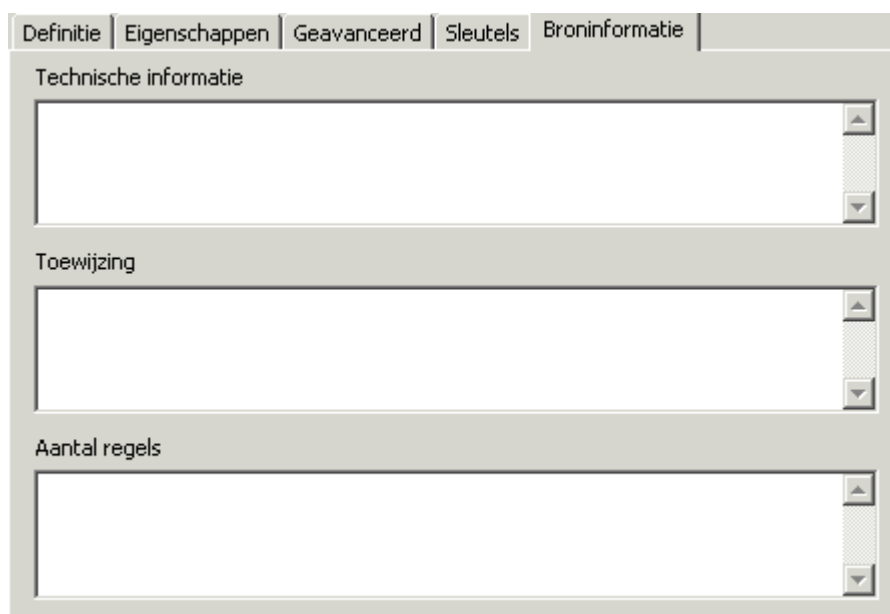 Definitie Eigenschappen Geavanceerd Sleutels Broninformatie
Technische informatie
Toewijzing
Aantal regels